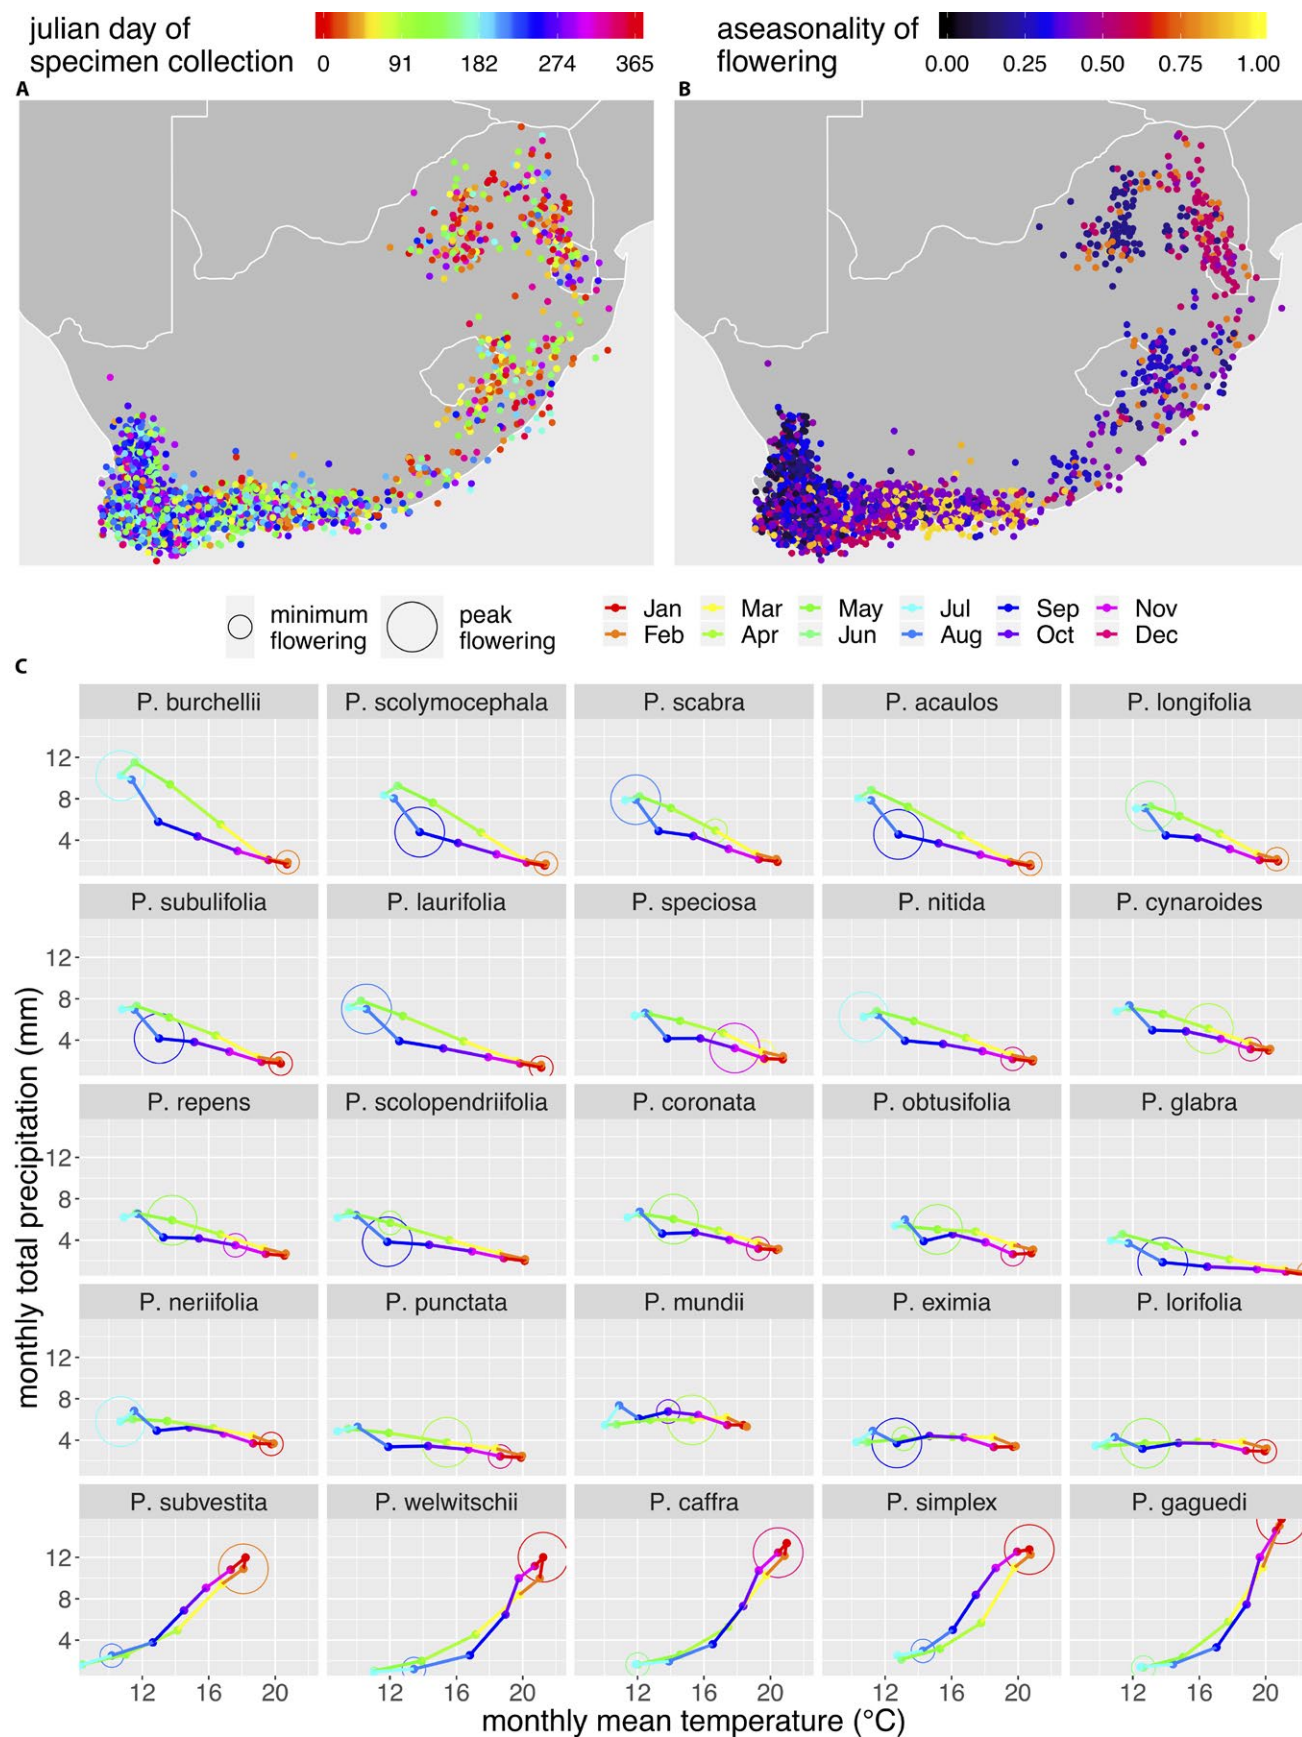 julian day of
specimen collection
0 91 182 274 365
aseasonality of
flowering
0.00 0.25 0.50 0.75 1.00
A
B
minimum
flowering
peak
flowering
Jan Mar May Jul Sep Nov
Feb Apr Jun Aug Oct Dec
C
P. burchellii P. scolymocephala P. scabra P. acaulos P. longifolia
12
8
4
P. subulifolia P. laurifolia P. speciosa P. nitida P. cynaroides
12
8
4
P. repens P. scolopendriifolia P. coronata P. obtusifolia P. glabra
12
8
4
P. neriifolia P. punctata P. mundii P. eximia P. lorifolia
12
8
4
P. subvestita P. welwitschii P. caffra P. simplex P. gaguedi
12
8
4
monthly total precipitation (mm)
12 16 20 12 16 20 12 16 20 12 16 20 12 16 20
monthly mean temperature (°C)